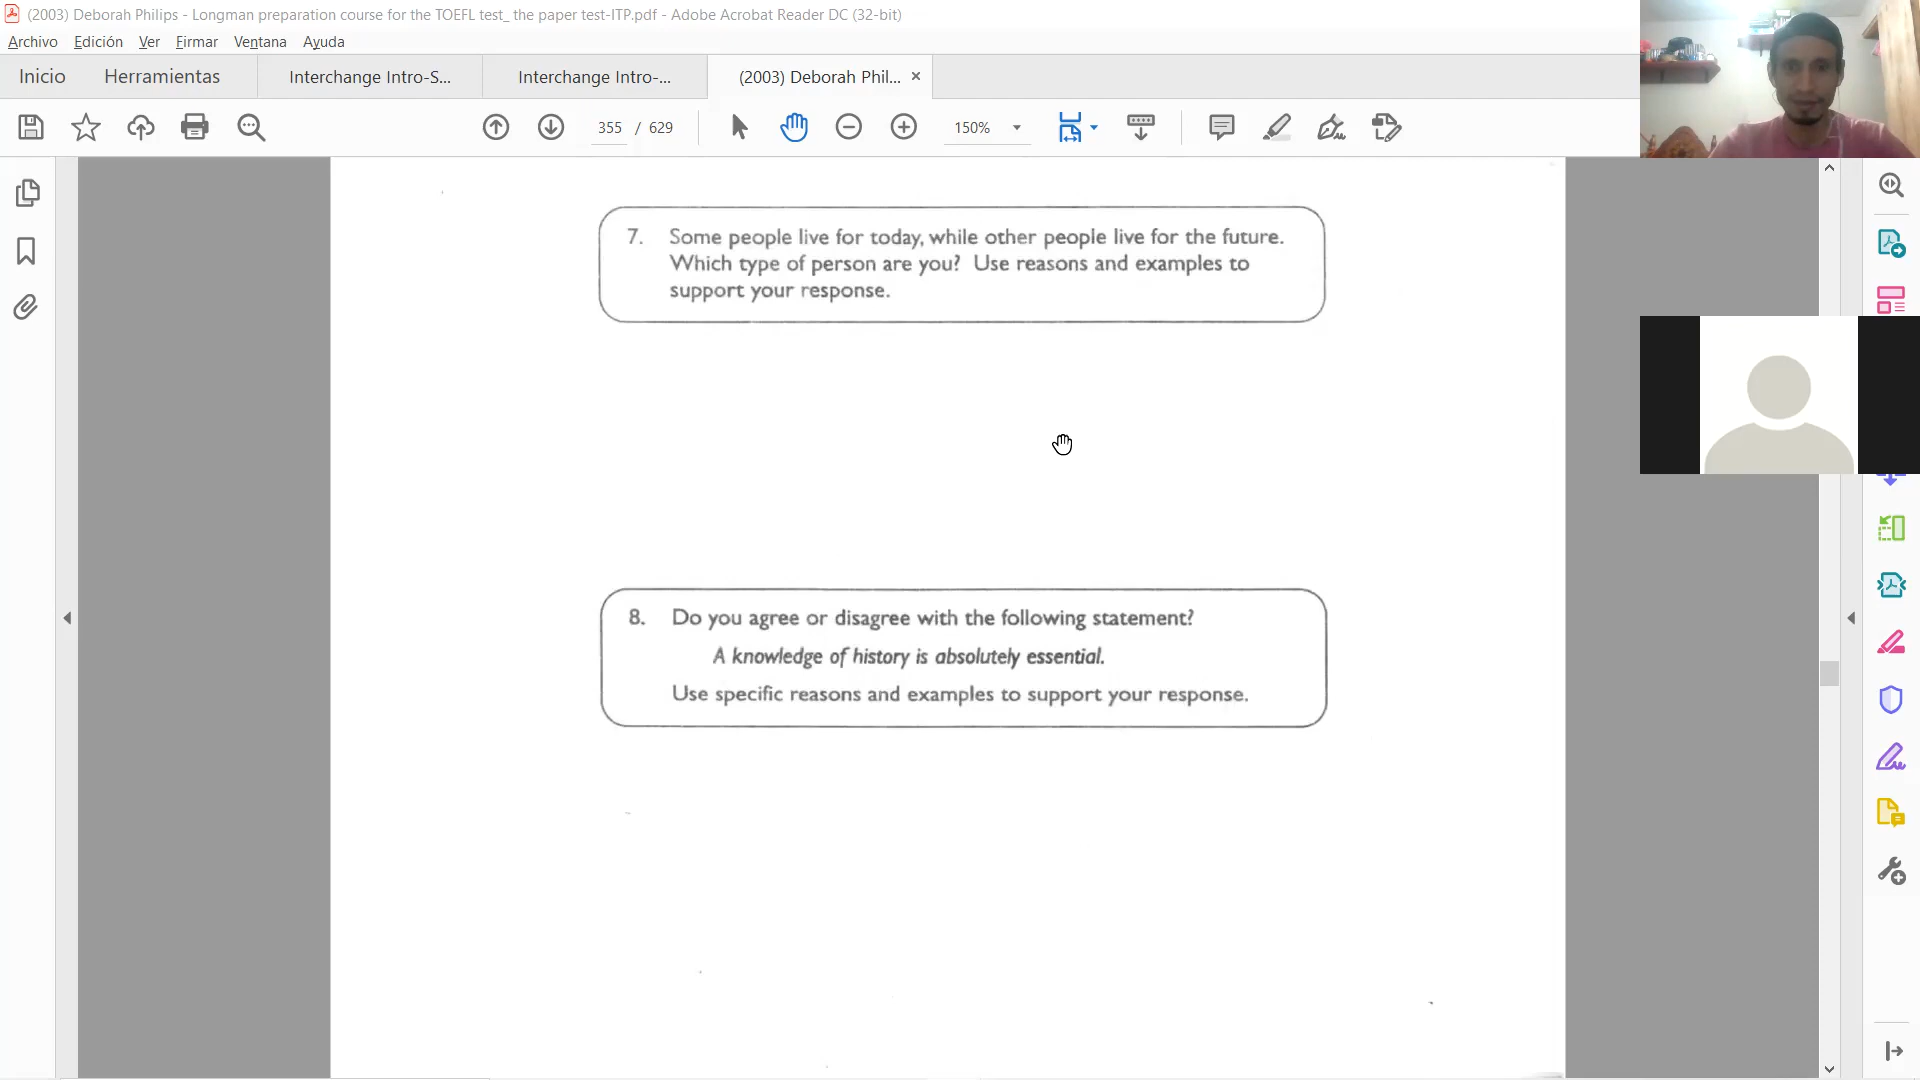 (2003) Deborah Philips - Longman preparation course for the TOEFL test_ the paper test-ITP.pdf - Adobe Acrobat Reader DC (32-bit)
Archivo Edición Ver Firmar Ventana Ayuda
Inicio Herramientas Interchange Intro-S... Interchange Intro-... (2003) Deborah Phil...
355 / 629 150%
7. Some people live for today, while other people live for the future.
Which type of person are you? Use reasons and examples to
support your response.
8. Do you agree or disagree with the following statement?
A knowledge of history is absolutely essential.
Use specific reasons and examples to support your response.